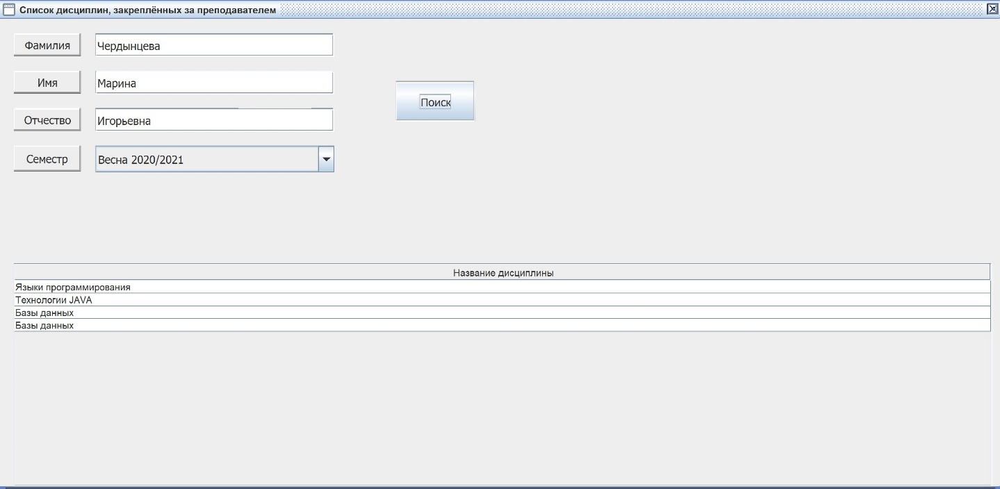 Список дисциплин, закреплённых за преподавателем
Фамилия Чердынцева
Имя Марина
Поиск
Отчество Игорьевна
Семестр Весна 2020/2021
Название дисциплины
Языки программирования
Технологии JAVA
Базы данных
Базы данных